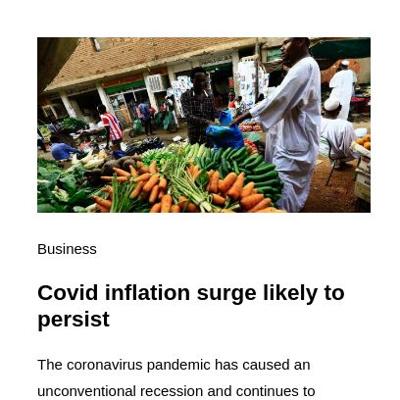 Business
Covid inflation surge likely to
persist
The coronavirus pandemic has caused an
unconventional recession and continues to